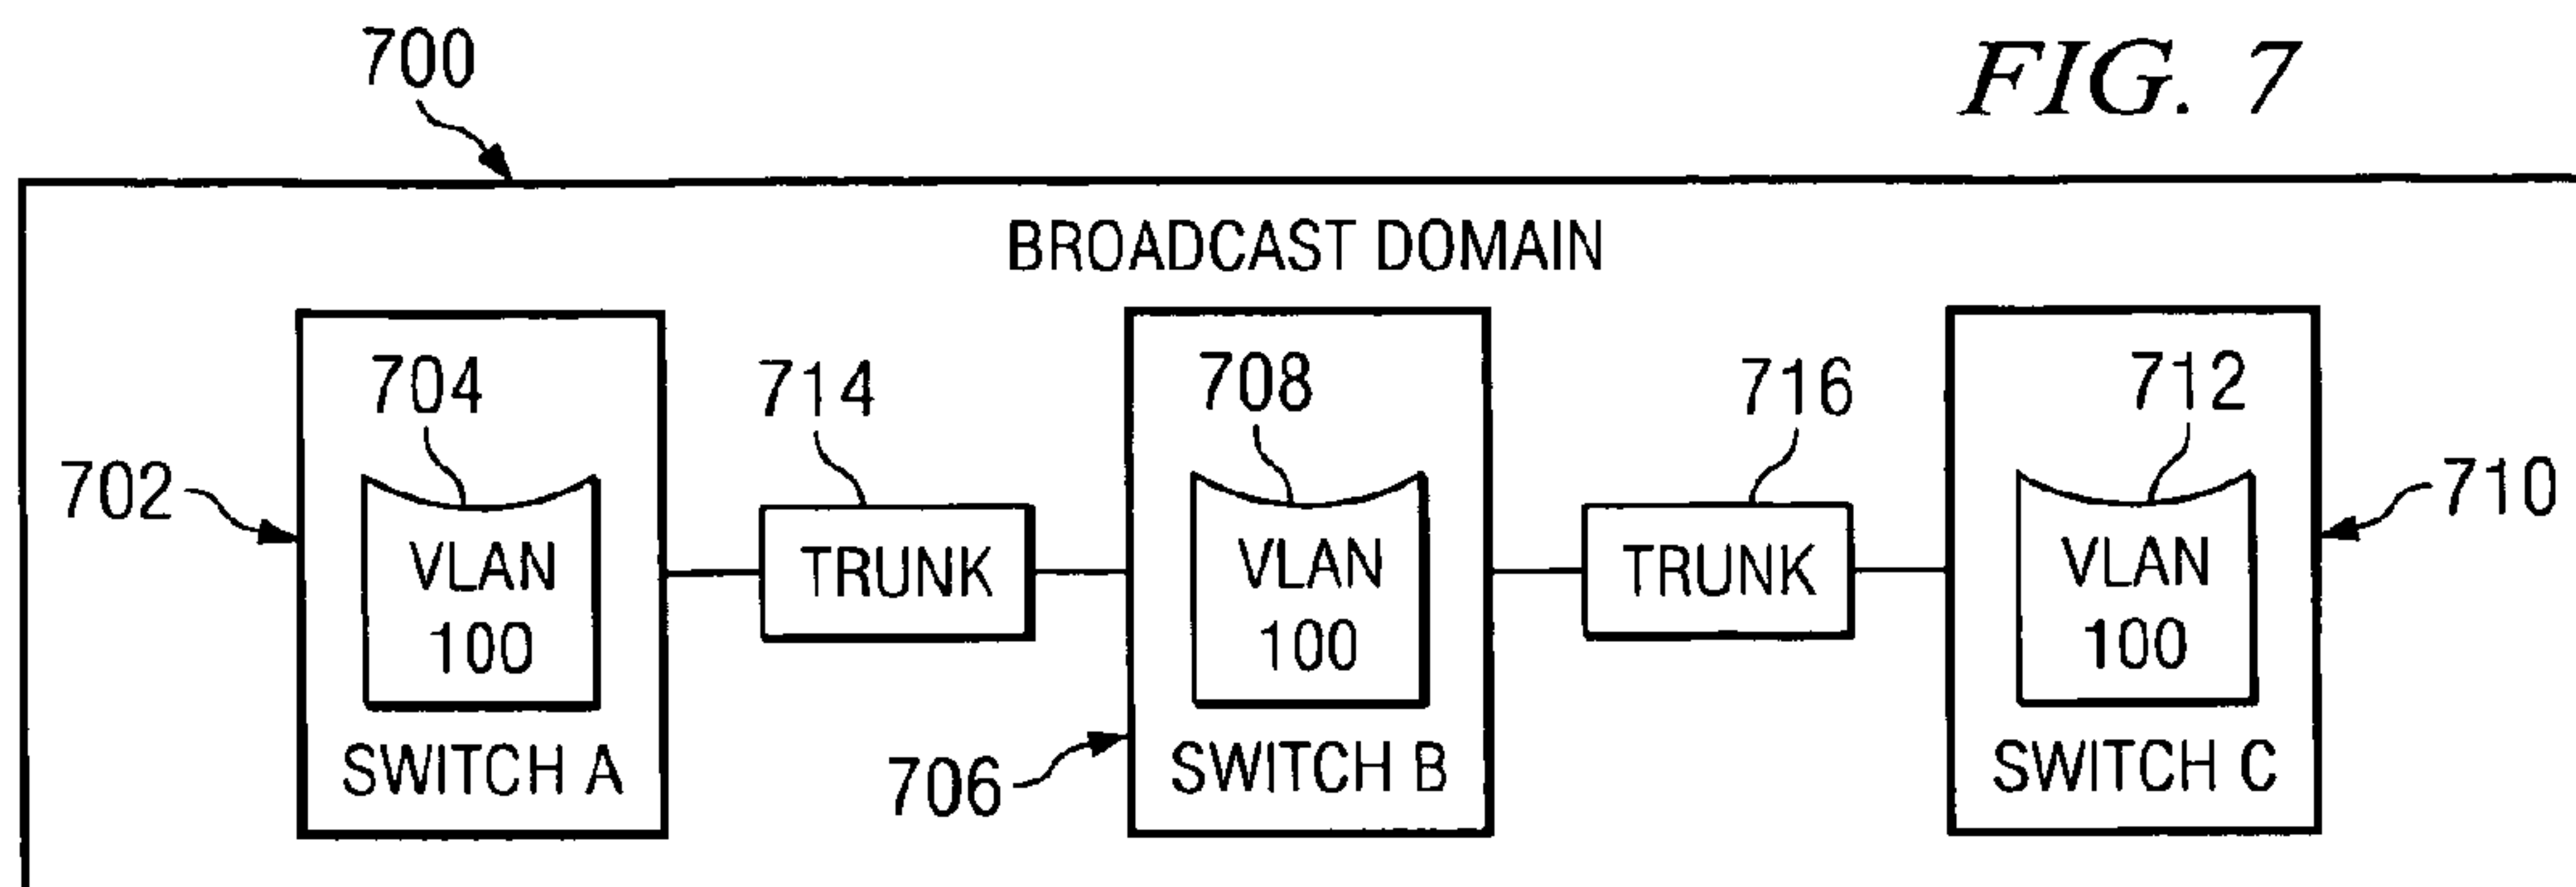 700
FIG. 7
BROADCAST DOMAIN
702
704
VLAN
100
SWITCH A
714
TRUNK
706
708
VLAN
100
SWITCH B
716
TRUNK
712
VLAN
100
SWITCH C
710